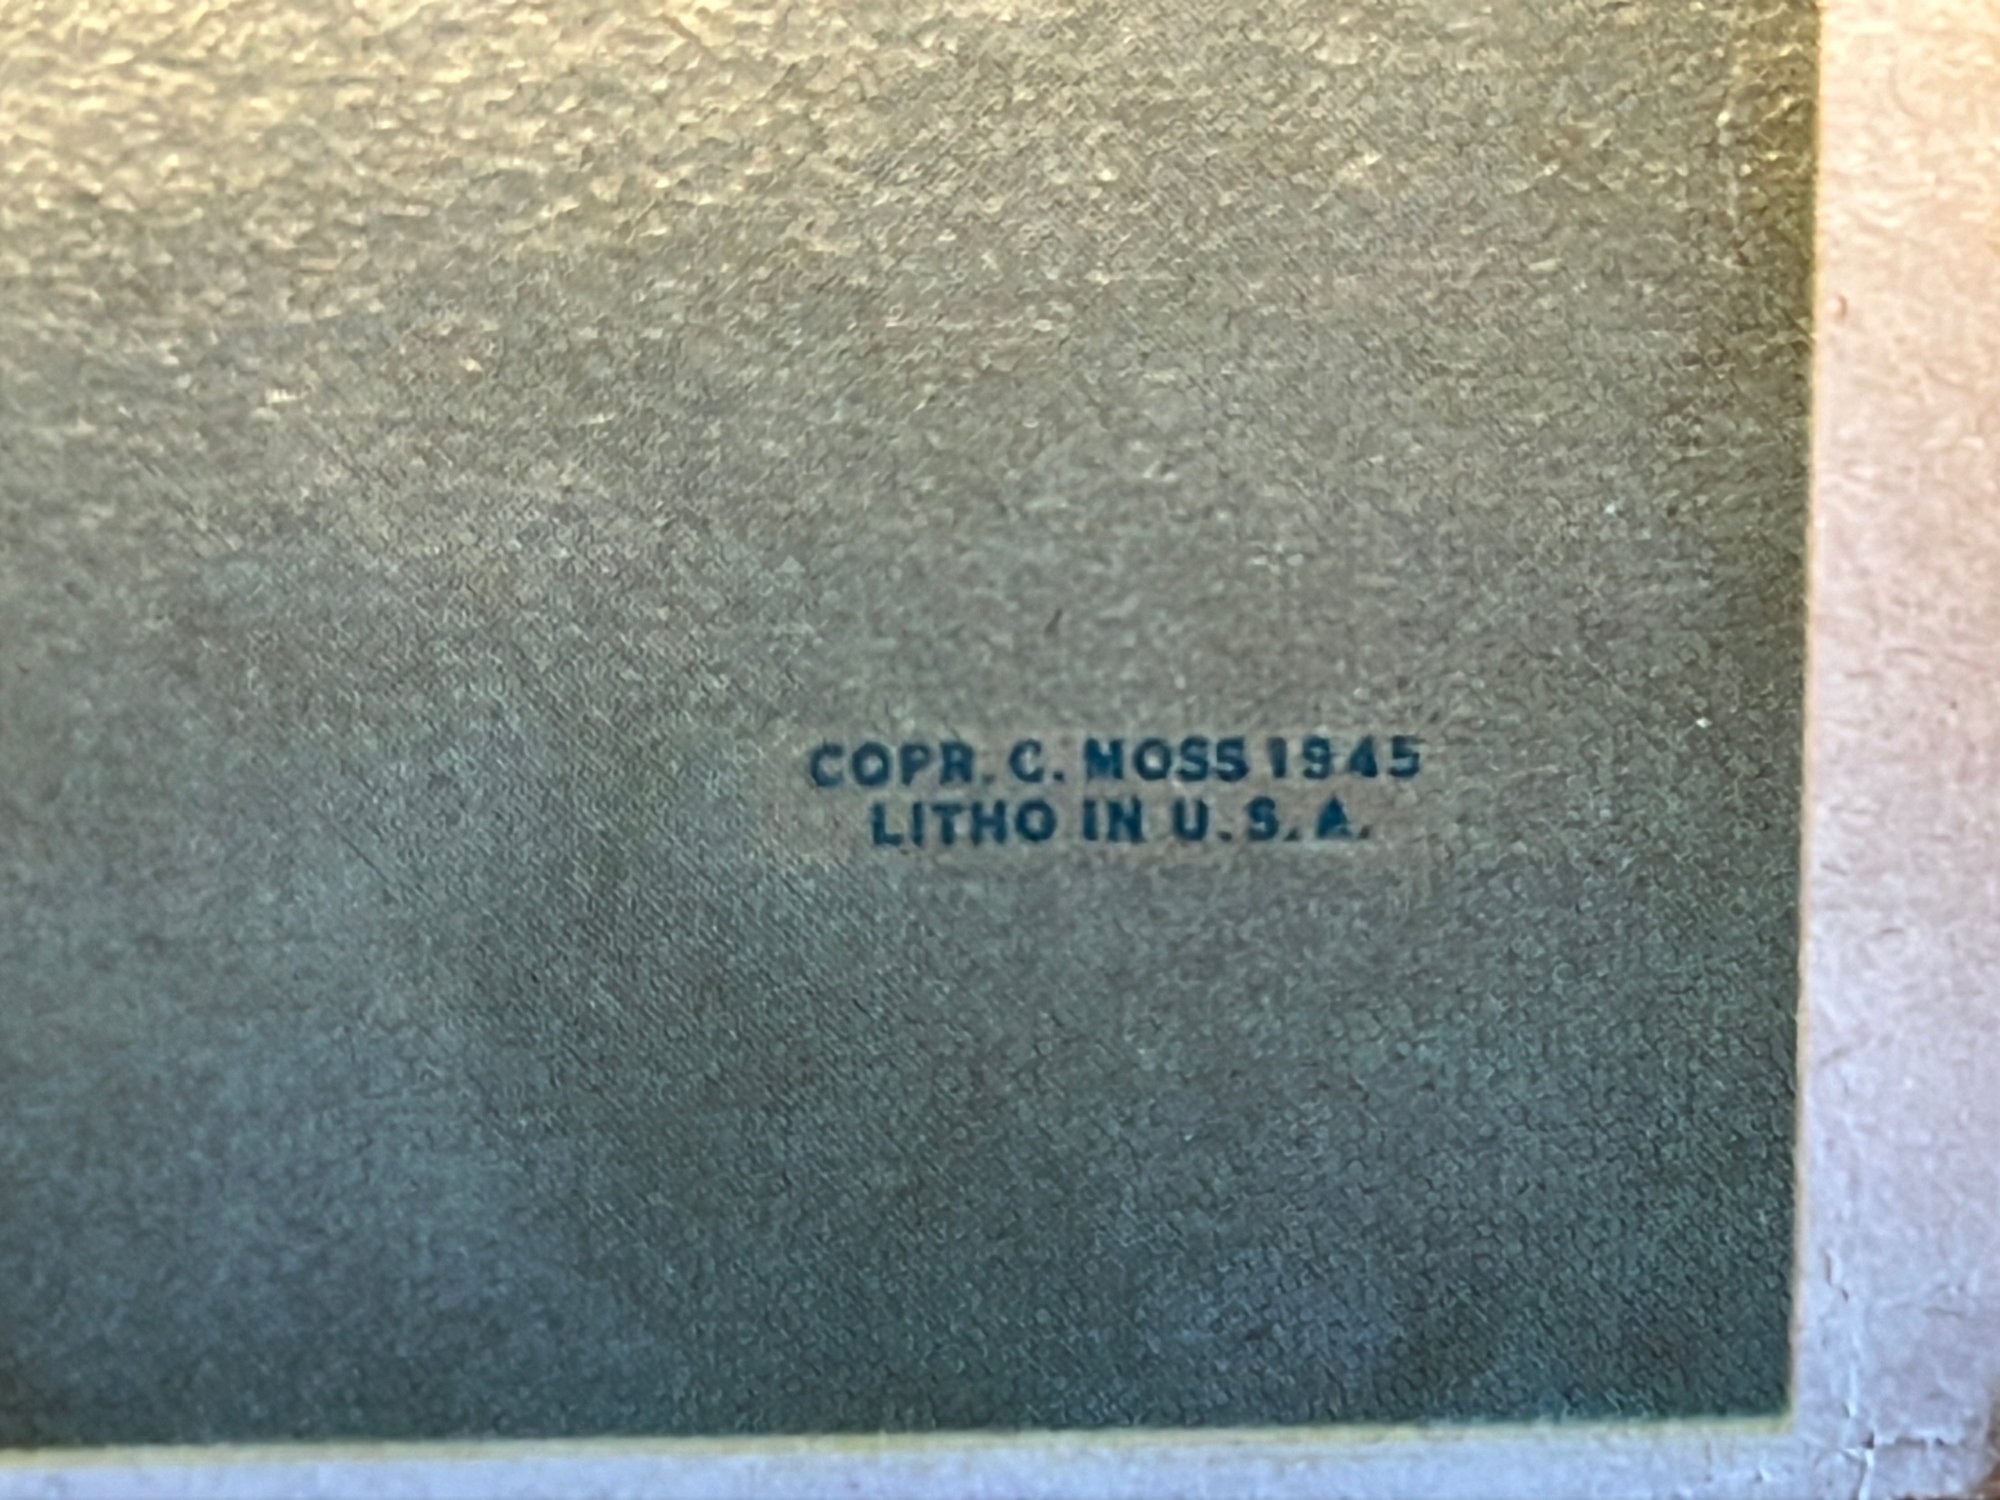 COPR. C. MOSS 1945
LITHO IN U.S.A.